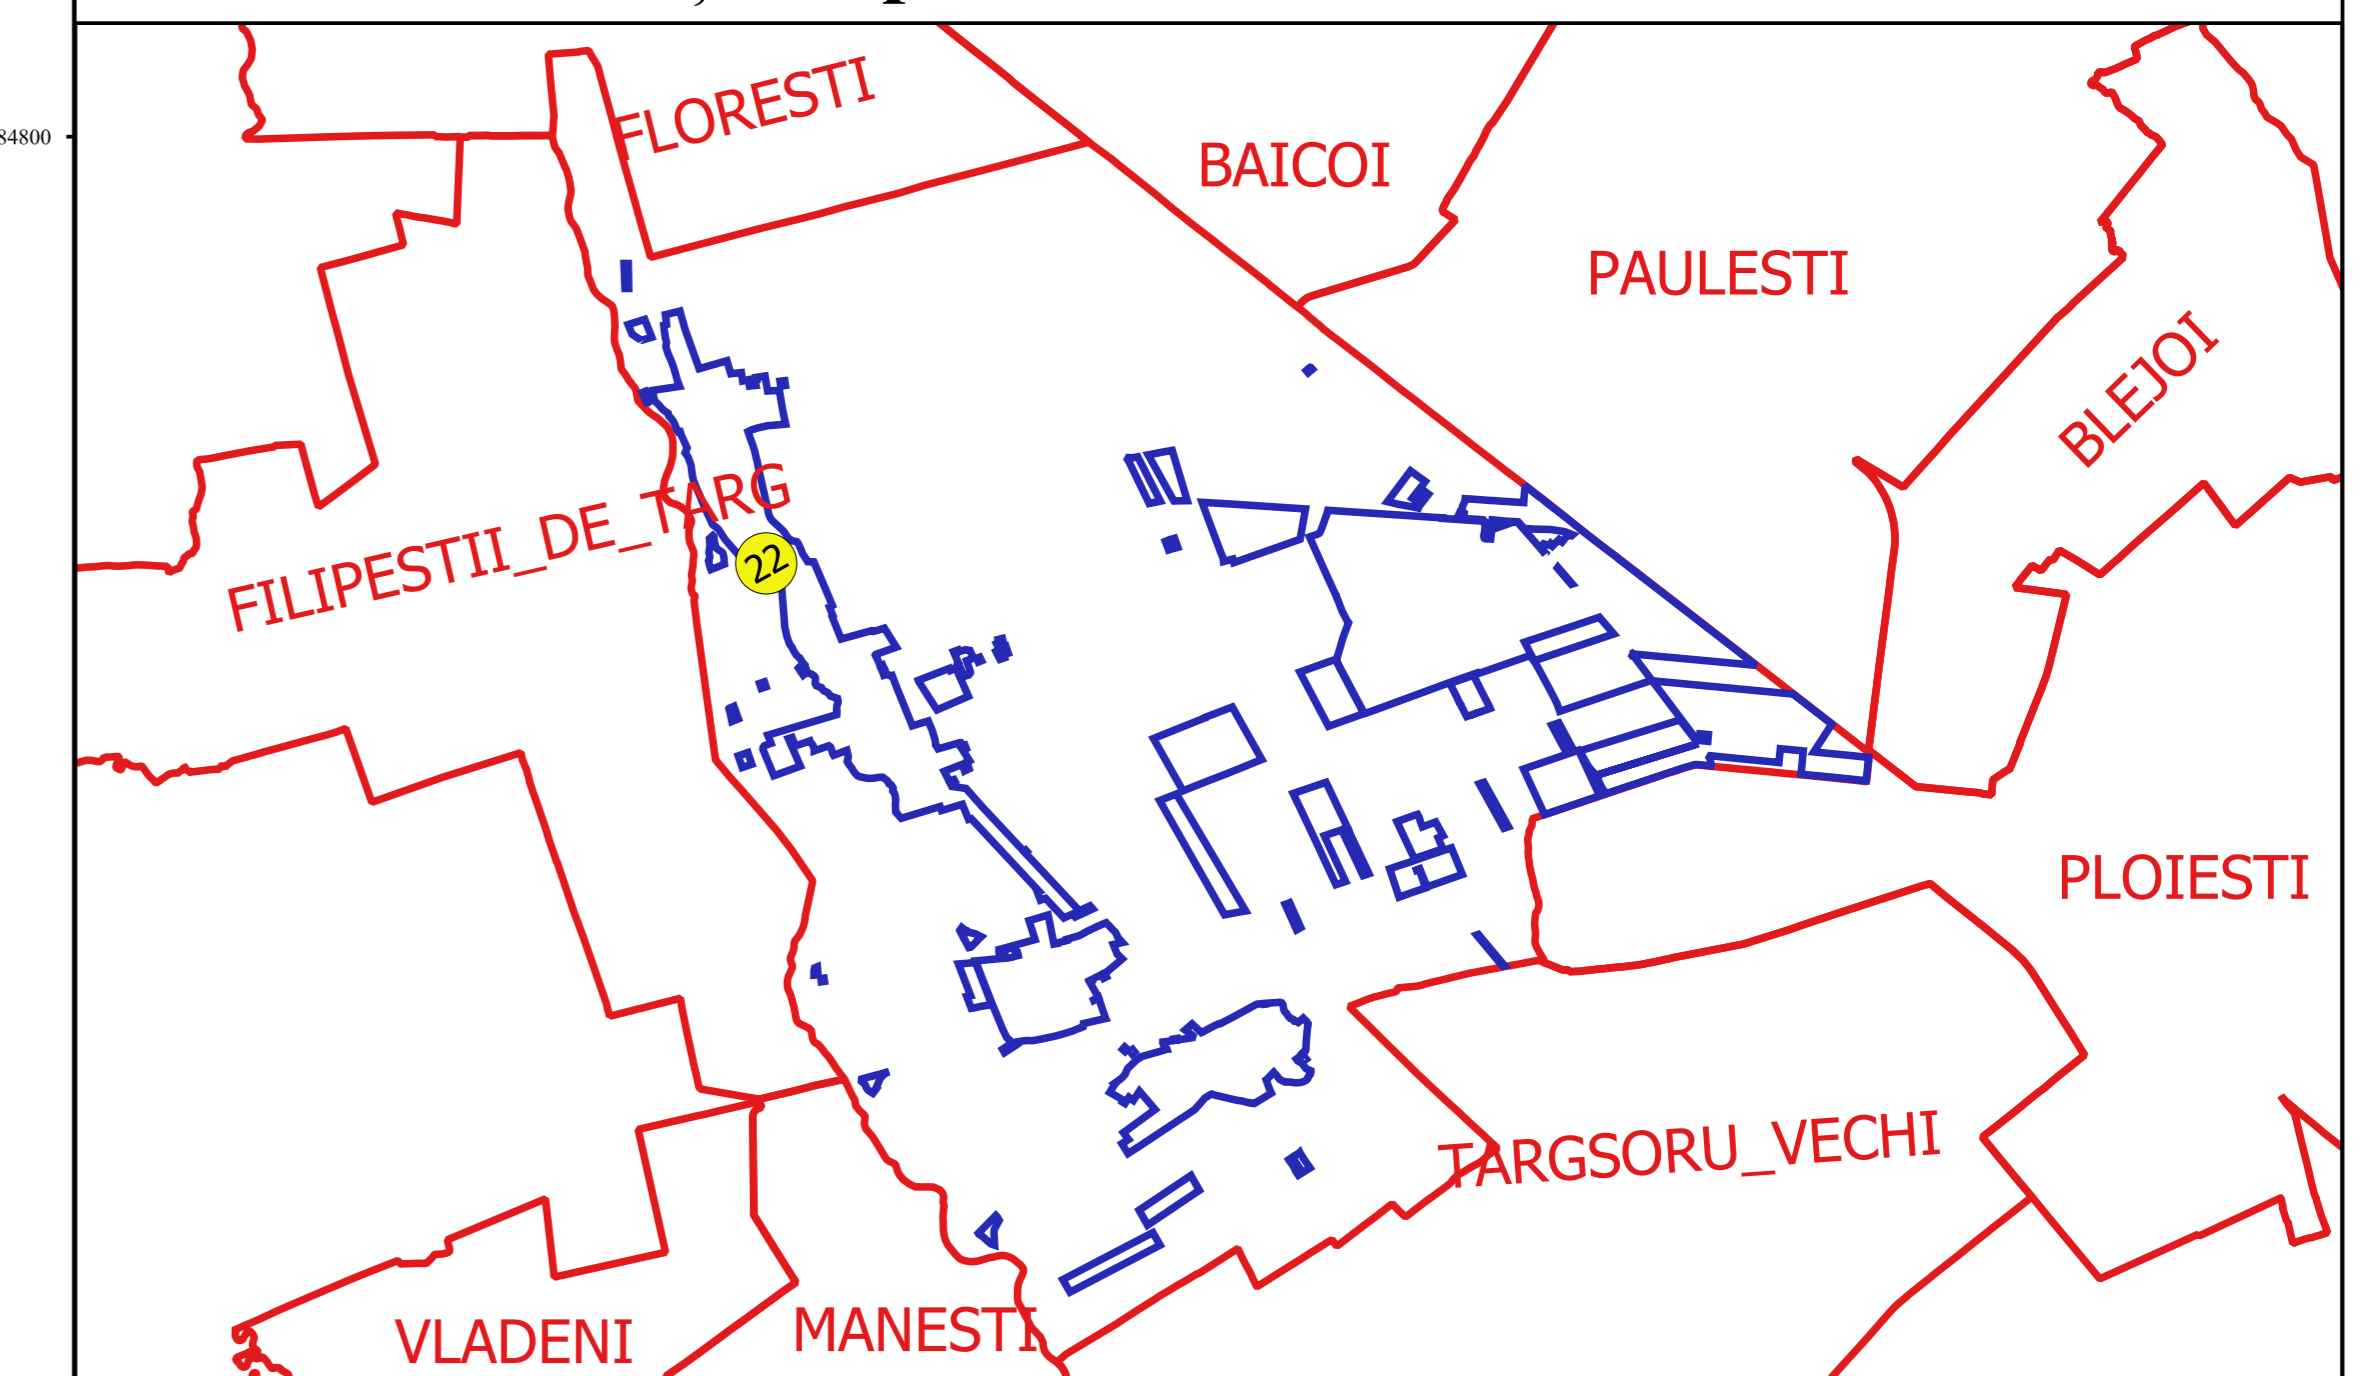 84800
FLORESTI
BAICOI
PAULESTI
BLEJOI
FILIPESTII_DE_TARG
22
PLOIESTI
TARGSORU_VECHI
VLADENI
MANESTI